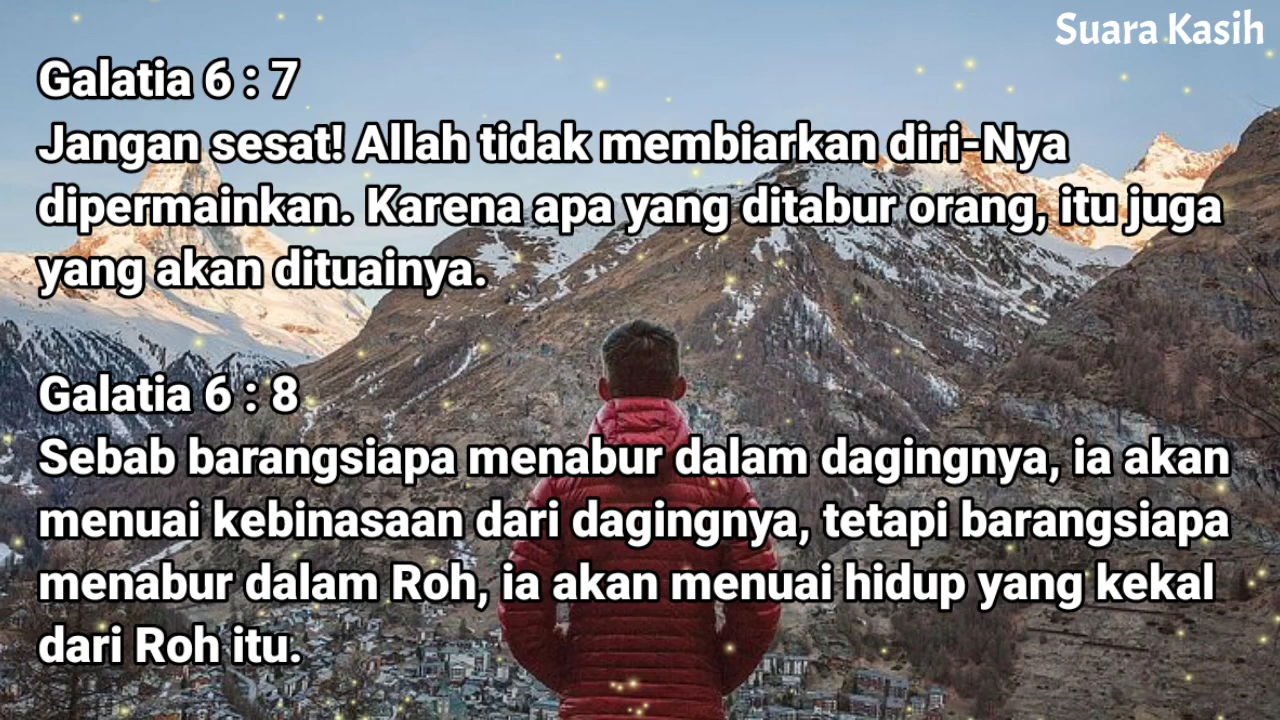 Suara Kasih
Galatia 6 : 7
Jangan sesat! Allah tidak membiarkan diri-Nya
dipermainkan. Karena apa yang ditabur orang, itu juga
yang akan dituainya.
Galatia 6 : 8
Sebab barangsiapa menabur dalam dagingnya, ia akan
menuai kebinasaan dari dagingnya, tetapi barangsiapa
menabur dalam Roh, ia akan menuai hidup yang kekal
dari Roh itu.